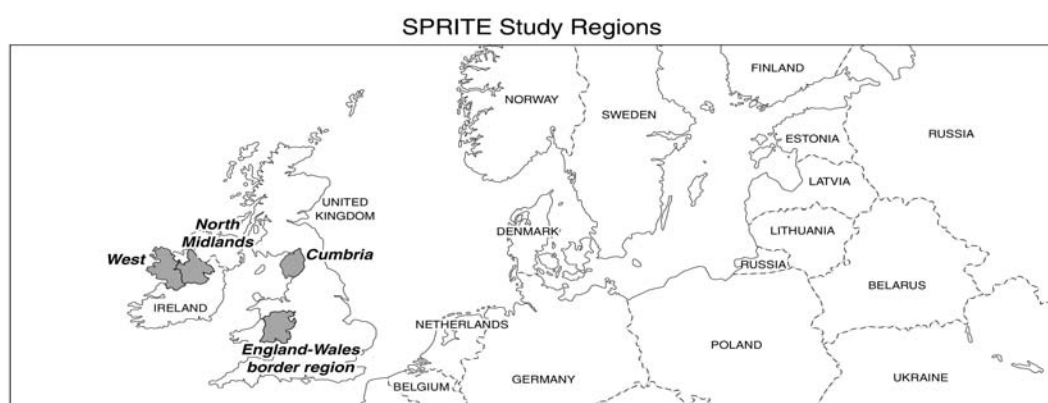 SPRITE Study Regions
FINLAND
NORWAY
SWEDEN
RUSSIA
ESTONIA
LATVIA
UNITED
KINGDOM
North
Midlands
DENMARK
LITHUANIA
West
Cumbria
RUSSIA
BELARUS
IRELAND
NETHERLANDS
England-Wales
border region
POLAND
BELGIUM
GERMANY
UKRAINE